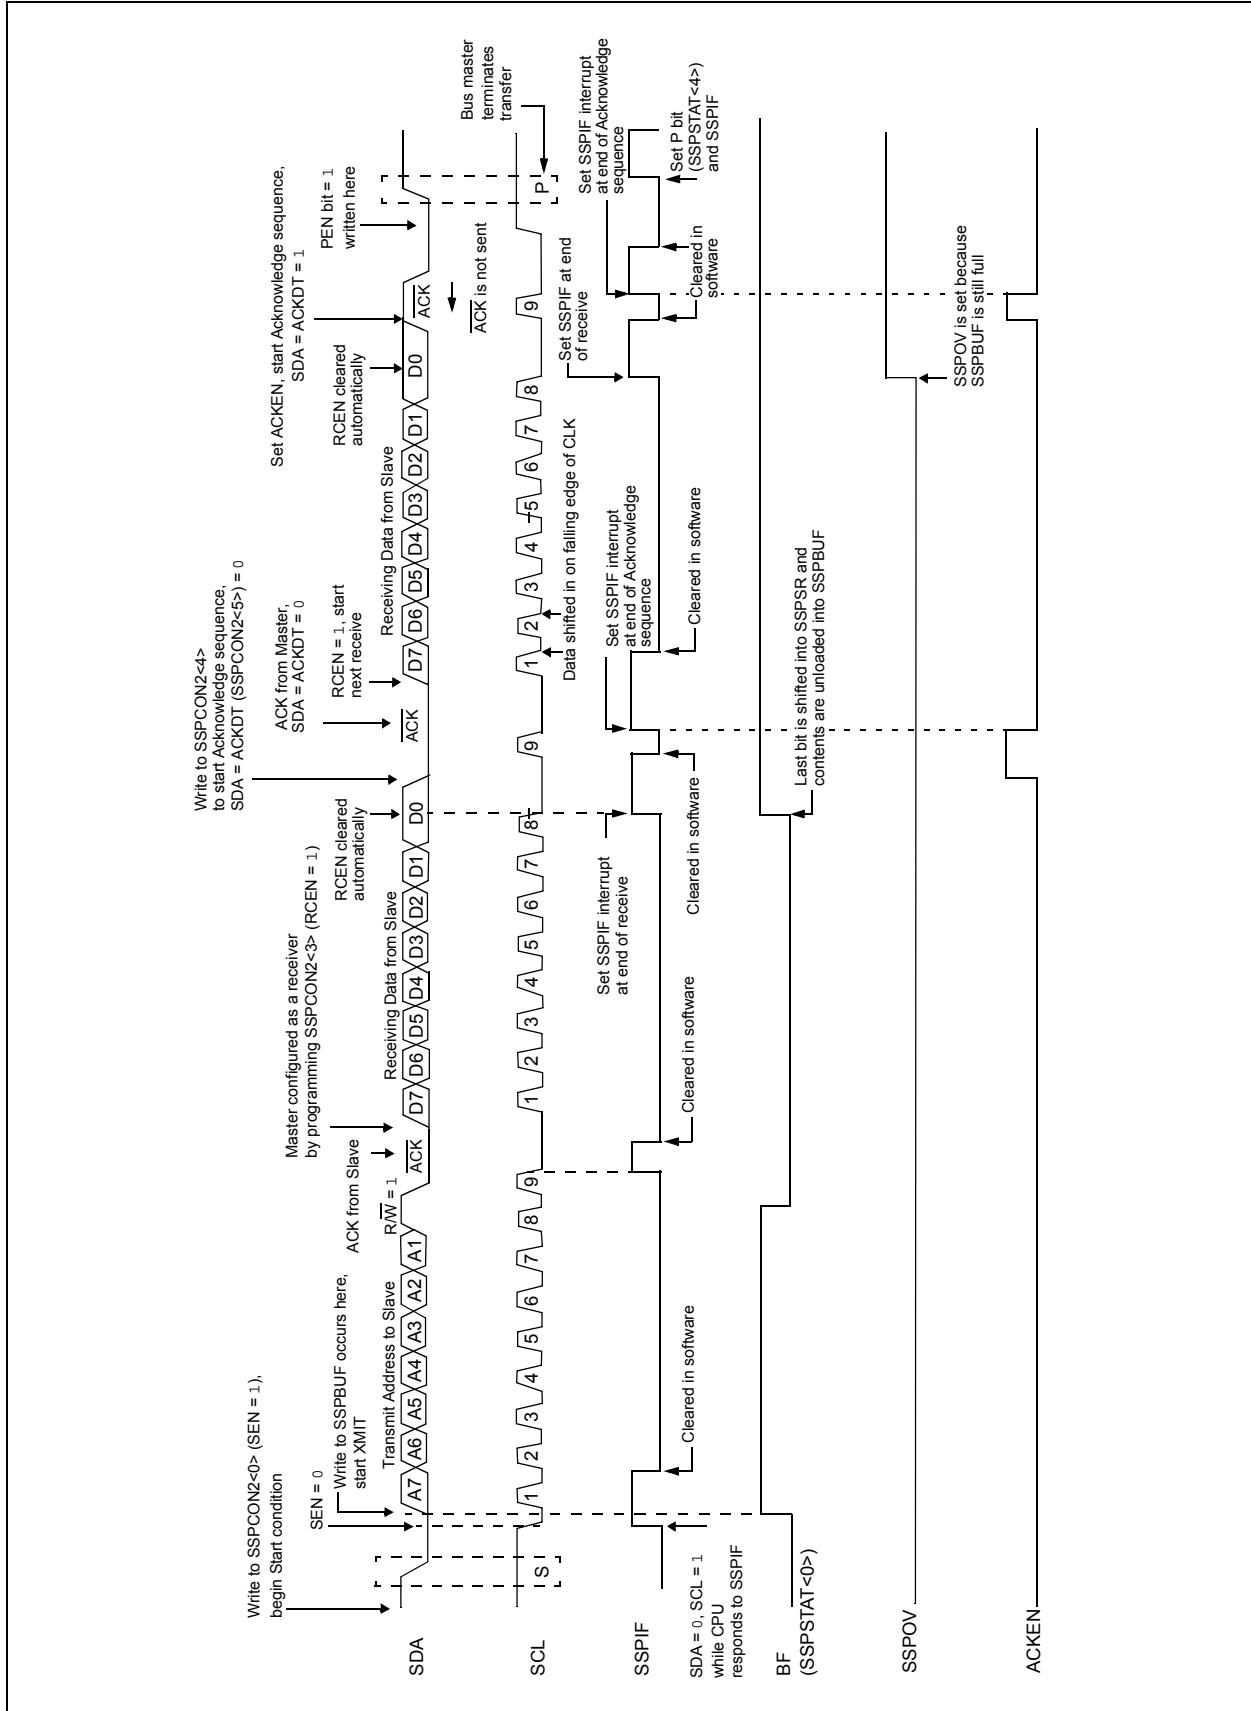 Write to SSPCON2<0> (SEN = 1),
begin Start condition
SEN = 0
Write to SSPBUF occurs here,
start XMIT
Transmit Address to Slave
ACK from Slave
R/W = 1
Master configured as a receiver
by programming SSPCON2<3> (RCEN = 1)
Receiving Data from Slave
RCEN cleared
automatically
Write to SSPCON2<4>
to start Acknowledge sequence,
SDA = ACKDT (SSPCON2<5>) = 0
ACK from Master,
SDA = ACKDT = 0
RCEN = 1, start
next receive
Receiving Data from Slave
RCEN cleared
automatically
Set ACKEN, start Acknowledge sequence,
SDA = ACKDT = 1
PEN bit = 1
written here
SDA
A7 A6 A5 A4 A3 A2 A1
ACK
D7 D6 D5 D4 D3 D2 D1 D0
ACK
D7 D6 D5 D4 D3 D2 D1 D0
ACK
ACK is not sent
Bus master
terminates
transfer
SCL
S
1 2 3 4 5 6 7 8 9
1 2 3 4 5 6 7 8 9
1 2 3 4 5 6 7 8 9
P
Data shifted in on falling edge of CLK
Set SSPIF interrupt
at end of receive
Set SSPIF interrupt
at end of Acknowledge
sequence
Set SSPIF at end
of receive
Set SSPIF interrupt
at end of Acknowledge
sequence
SSPIF
SDA = 0, SCL = 1
while CPU
responds to SSPIF
Cleared in software
Cleared in software
Cleared in software
Cleared in software
Cleared in
software
Set P bit
(SSPSTAT<4>)
and SSPIF
BF
(SSPSTAT<0>)
Last bit is shifted into SSPSR and
contents are unloaded into SSPBUF
SSPOV
SSPOV is set because
SSPBUF is still full
ACKEN